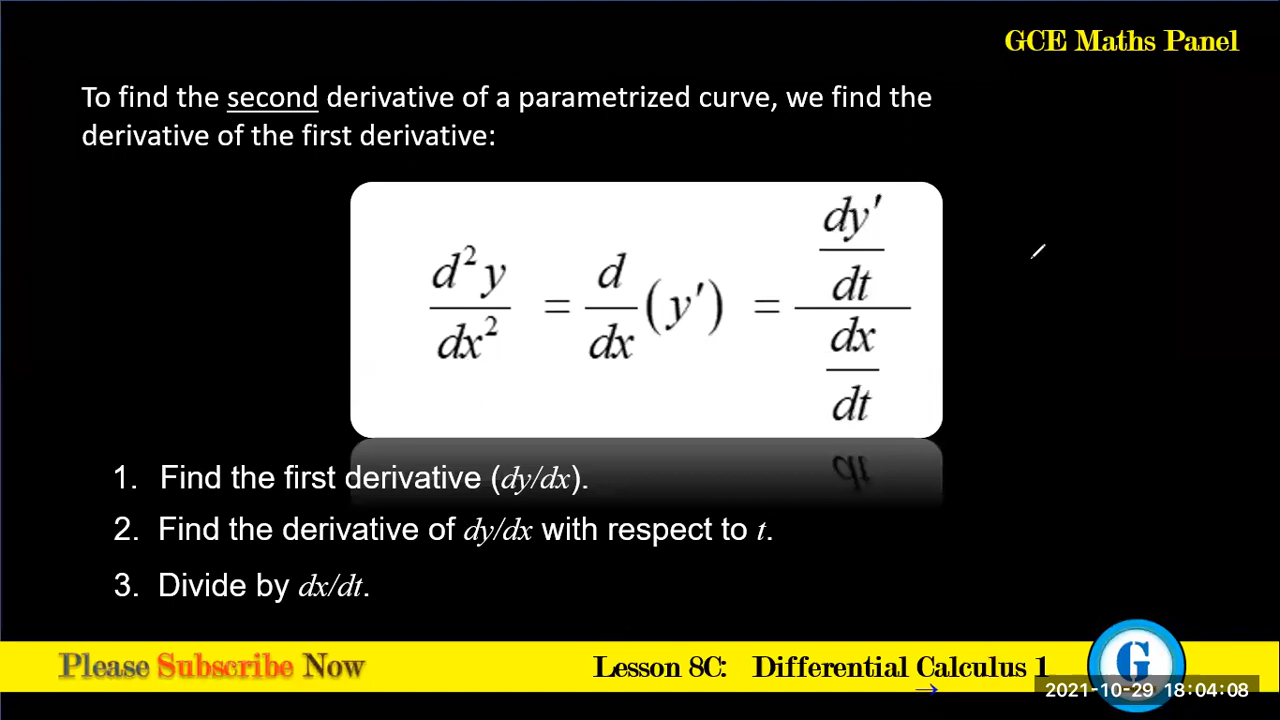 GCE Maths Panel
To find the second derivative of a parametrized curve, we find the
derivative of the first derivative:
d²y/dx² = d/dx (y′) = (dy′/dt)/(dx/dt)
1. Find the first derivative (dy/dx).
2. Find the derivative of dy/dx with respect to t.
3. Divide by dx/dt.
Please Subscribe Now
Lesson 8C: Differential Calculus 1
G
2021-10-29 18:04:08